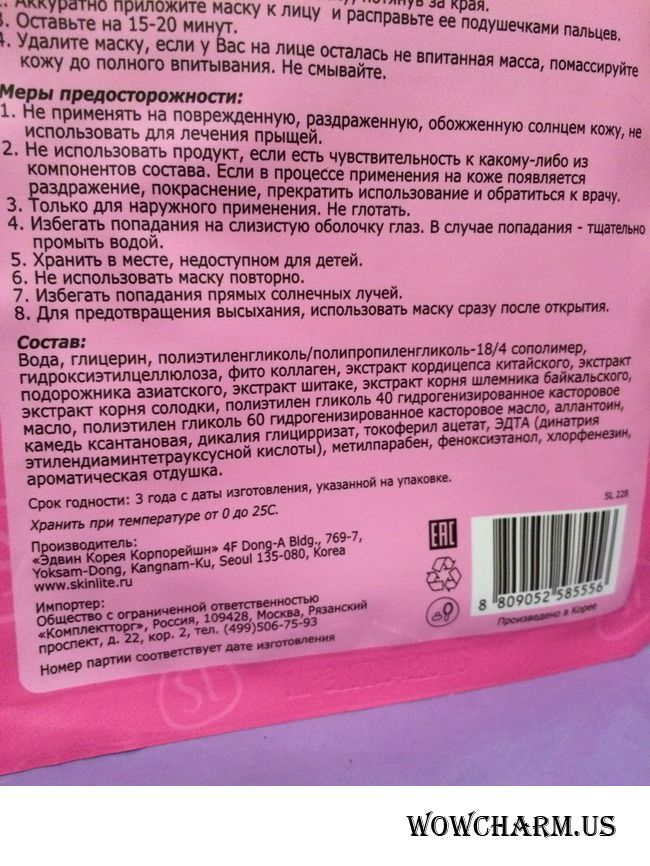 2. Аккуратно приложите маску к лицу и расправьте ее подушечками пальцев, потянув за края.
3. Оставьте на 15-20 минут.
4. Удалите маску, если у Вас на лице осталась не впитанная масса, помассируйте
кожу до полного впитывания. Не смывайте.
Меры предосторожности:
1. Не применять на поврежденную, раздраженную, обожженную солнцем кожу, не
использовать для лечения прыщей.
2. Не использовать продукт, если есть чувствительность к какому-либо из
компонентов состава. Если в процессе применения на коже появляется
раздражение, покраснение, прекратить использование и обратиться к врачу.
3. Только для наружного применения. Не глотать.
4. Избегать попадания на слизистую оболочку глаз. В случае попадания - тщательно
промыть водой.
5. Хранить в месте, недоступном для детей.
6. Не использовать маску повторно.
7. Избегать попадания прямых солнечных лучей.
8. Для предотвращения высыхания, использовать маску сразу после открытия.
Состав:
Вода, глицерин, полиэтиленгликоль/полипропиленгликоль-18/4 сополимер,
гидроксиэтилцеллюлоза, фито коллаген, экстракт кордицепса китайского, экстракт
подорожника азиатского, экстракт шитаке, экстракт корня шлемника байкальского,
экстракт корня солодки, полиэтилен гликоль 40 гидрогенизированное касторовое
масло, полиэтилен гликоль 60 гидрогенизированное касторовое масло, аллантоин,
камедь ксантановая, дикалия глицирризат, токоферил ацетат, ЭДТА (динатрия
этилендиаминтетрауксусной кислоты), метилпарабен, феноксиэтанол, хлорфенезин,
ароматическая отдушка.
Срок годности: 3 года с даты изготовления, указанной на упаковке.
Хранить при температуре от 0 до 25С.
SL 228
Производитель:
«Эдвин Корея Корпорейшн» 4F Dong-A Bldg., 769-7,
Yoksam-Dong, Kangnam-Ku, Seoul 135-080, Korea
www.skinlite.ru
Импортер:
Общество с ограниченной ответственностью
«Комплектторг», Россия, 109428, Москва, Рязанский
проспект, д. 22, кор. 2, тел. (499)506-75-93
Номер партии соответствует дате изготовления
EAC
8 809052 585556
Произведено в Корее
SL
WOWCHARM.US